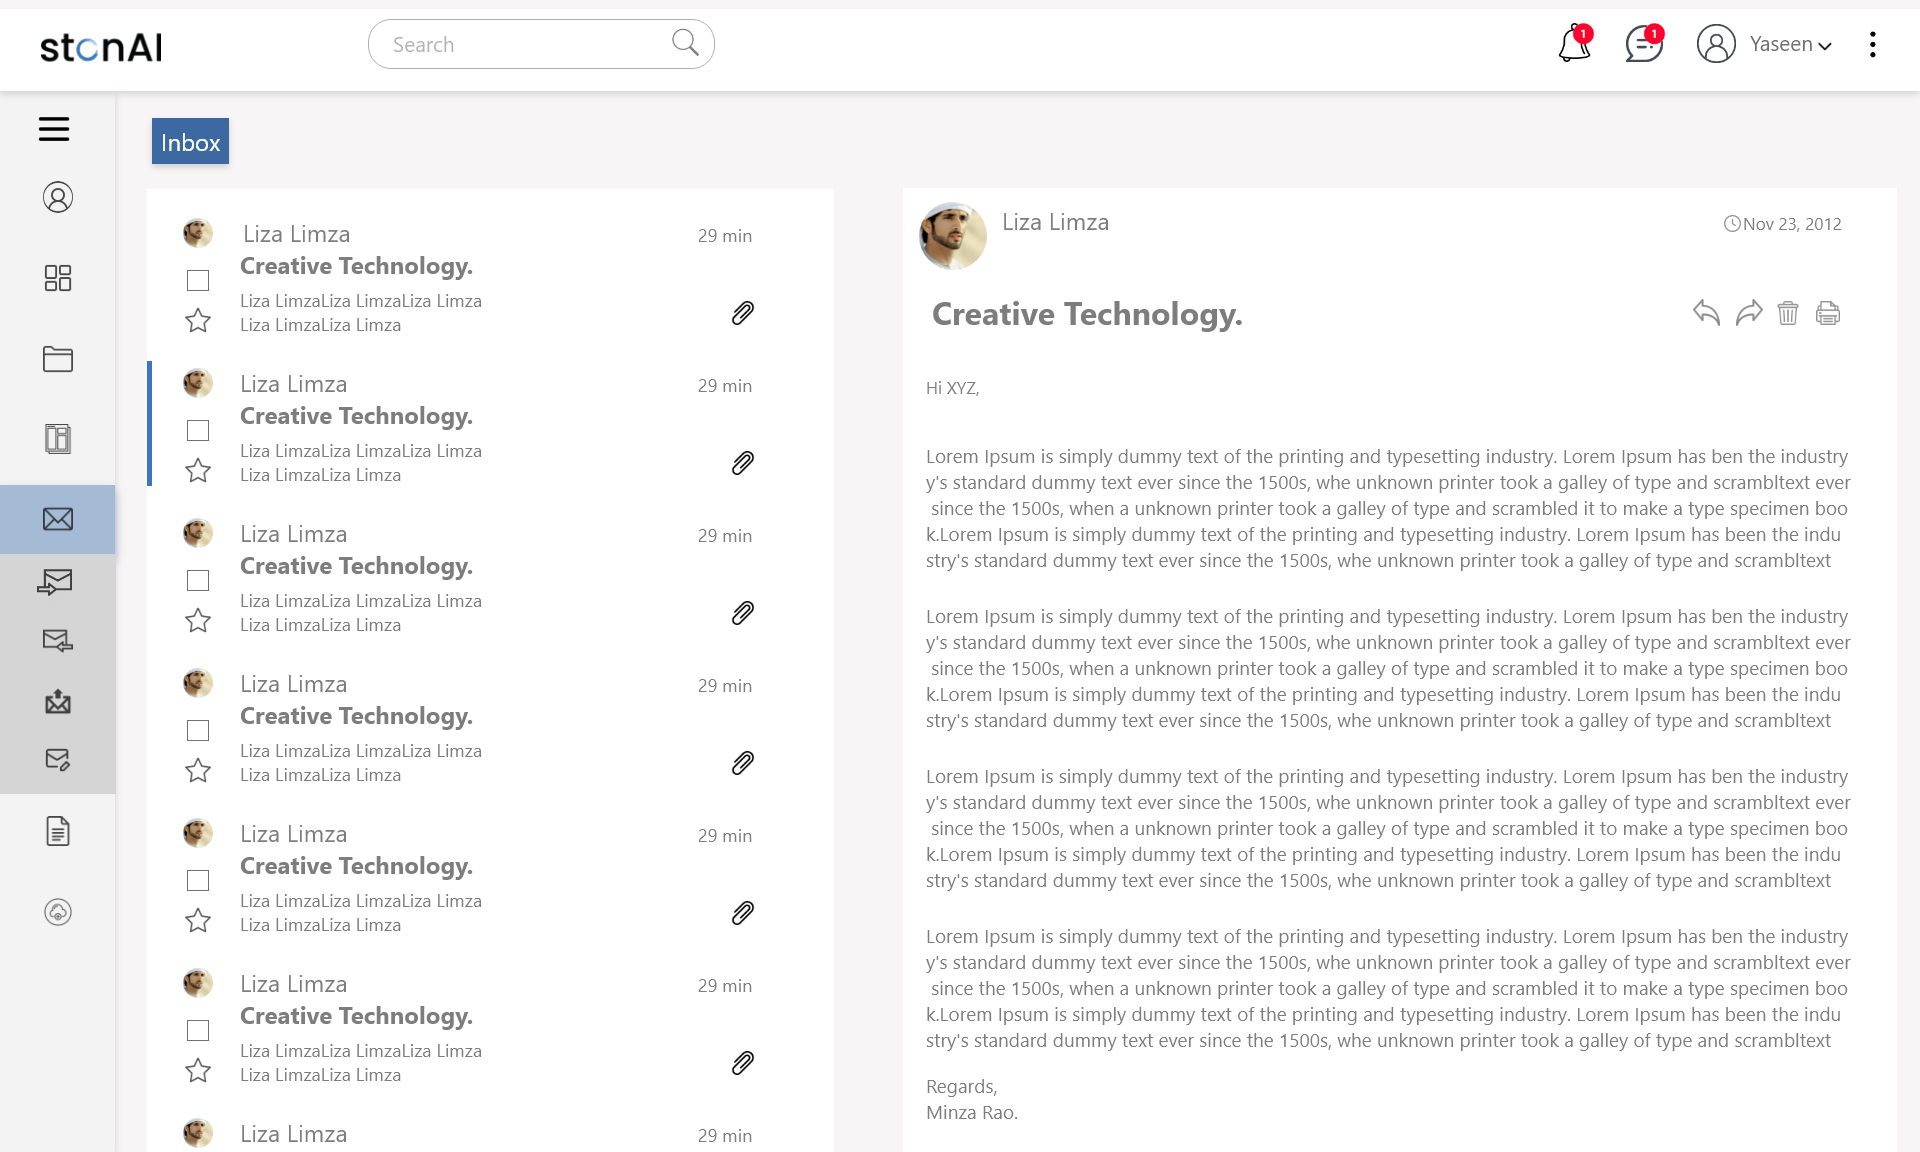 stonAI
Search
1
1
Yaseen
Inbox
Liza Limza
29 min
Creative Technology.
Liza LimzaLiza LimzaLiza Limza
Liza LimzaLiza Limza
Liza Limza
29 min
Creative Technology.
Liza LimzaLiza LimzaLiza Limza
Liza LimzaLiza Limza
Liza Limza
29 min
Creative Technology.
Liza LimzaLiza LimzaLiza Limza
Liza LimzaLiza Limza
Liza Limza
29 min
Creative Technology.
Liza LimzaLiza LimzaLiza Limza
Liza LimzaLiza Limza
Liza Limza
29 min
Creative Technology.
Liza LimzaLiza LimzaLiza Limza
Liza LimzaLiza Limza
Liza Limza
29 min
Creative Technology.
Liza LimzaLiza LimzaLiza Limza
Liza LimzaLiza Limza
Liza Limza
29 min
Liza Limza
Nov 23, 2012
Creative Technology.
Hi XYZ,
Lorem Ipsum is simply dummy text of the printing and typesetting industry. Lorem Ipsum has ben the industry
y's standard dummy text ever since the 1500s, whe unknown printer took a galley of type and scrambltext ever
since the 1500s, when a unknown printer took a galley of type and scrambled it to make a type specimen boo
k.Lorem Ipsum is simply dummy text of the printing and typesetting industry. Lorem Ipsum has been the indu
stry's standard dummy text ever since the 1500s, whe unknown printer took a galley of type and scrambltext
Lorem Ipsum is simply dummy text of the printing and typesetting industry. Lorem Ipsum has ben the industry
y's standard dummy text ever since the 1500s, whe unknown printer took a galley of type and scrambltext ever
since the 1500s, when a unknown printer took a galley of type and scrambled it to make a type specimen boo
k.Lorem Ipsum is simply dummy text of the printing and typesetting industry. Lorem Ipsum has been the indu
stry's standard dummy text ever since the 1500s, whe unknown printer took a galley of type and scrambltext
Lorem Ipsum is simply dummy text of the printing and typesetting industry. Lorem Ipsum has ben the industry
y's standard dummy text ever since the 1500s, whe unknown printer took a galley of type and scrambltext ever
since the 1500s, when a unknown printer took a galley of type and scrambled it to make a type specimen boo
k.Lorem Ipsum is simply dummy text of the printing and typesetting industry. Lorem Ipsum has been the indu
stry's standard dummy text ever since the 1500s, whe unknown printer took a galley of type and scrambltext
Lorem Ipsum is simply dummy text of the printing and typesetting industry. Lorem Ipsum has ben the industry
y's standard dummy text ever since the 1500s, whe unknown printer took a galley of type and scrambltext ever
since the 1500s, when a unknown printer took a galley of type and scrambled it to make a type specimen boo
k.Lorem Ipsum is simply dummy text of the printing and typesetting industry. Lorem Ipsum has been the indu
stry's standard dummy text ever since the 1500s, whe unknown printer took a galley of type and scrambltext
Regards,
Minza Rao.